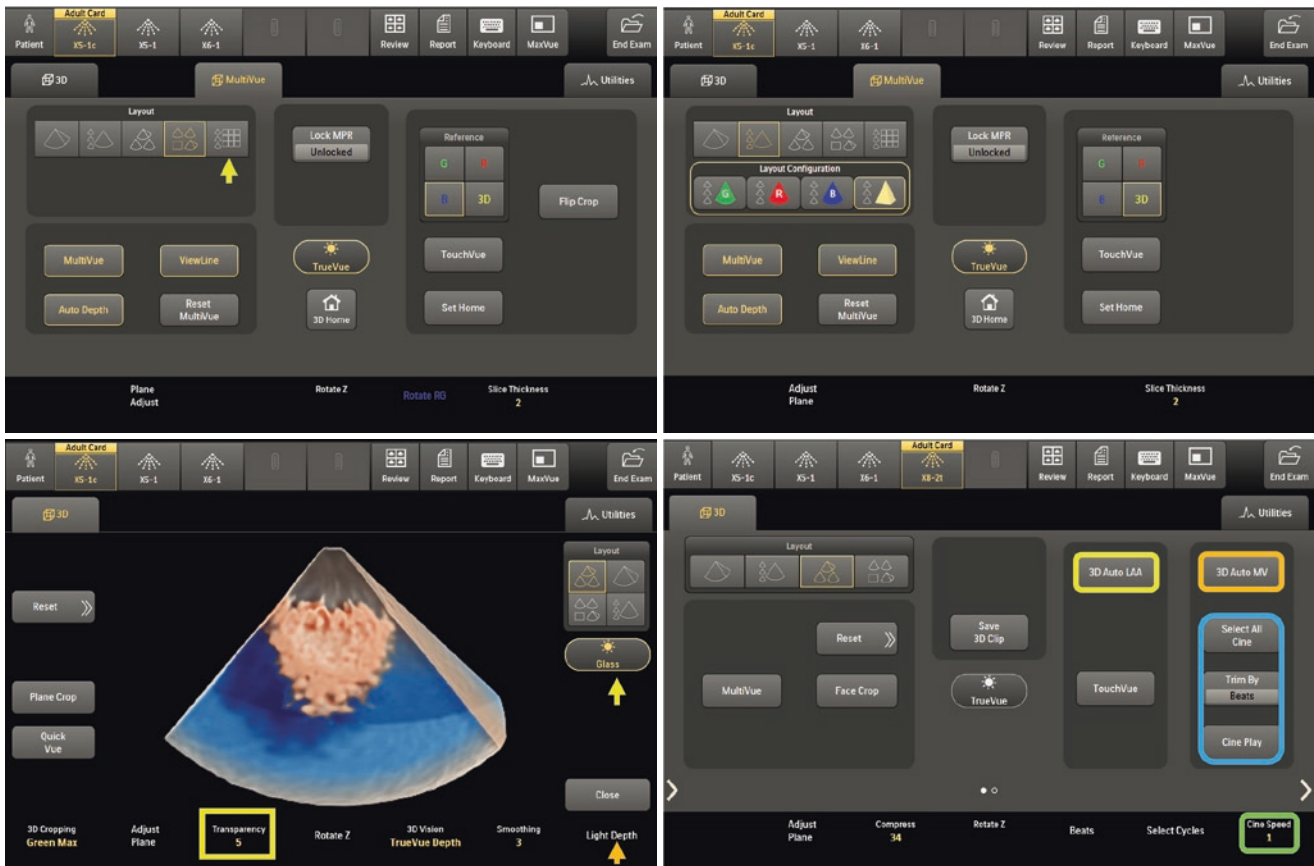 Adult Card
Patient
X5-1c
X5-1
X6-1
Review
Report
Keyboard
MaxVue
End Exam
3D
MultiVue
Utilities
Layout
Lock MPR
Unlocked
Reference
G
R
B
3D
Flip Crop
MultiVue
ViewLine
TrueVue
TouchVue
Auto Depth
Reset
MultiVue
3D Home
Set Home
Plane
Adjust
Rotate Z
Rotate RG
Slice Thickness
2
Adult Card
Patient
X5-1c
X5-1
X6-1
Review
Report
Keyboard
MaxVue
End Exam
3D
MultiVue
Utilities
Layout
Layout Configuration
G
R
B
Lock MPR
Unlocked
Reference
G
R
B
3D
MultiVue
ViewLine
TrueVue
TouchVue
Auto Depth
Reset
MultiVue
3D Home
Set Home
Adjust
Plane
Rotate Z
Slice Thickness
2
Adult Card
Patient
X5-1c
X5-1
X6-1
Review
Report
Keyboard
MaxVue
End Exam
3D
Utilities
Layout
Reset
Glass
Plane Crop
Quick
Vue
Close
3D Cropping
Green Max
Adjust
Plane
Transparency
5
Rotate Z
3D Vision
TrueVue Depth
Smoothing
3
Light Depth
Adult Card
Patient
X5-1c
X5-1
X6-1
X8-2t
Review
Report
Keyboard
MaxVue
End Exam
3D
Utilities
Layout
3D Auto LAA
3D Auto MV
Reset
Save
3D Clip
Select All
Cine
MultiVue
Face Crop
TrueVue
TouchVue
Trim By
Beats
Cine Play
Adjust
Plane
Compress
34
Rotate Z
Beats
Select Cycles
Cine Speed
1